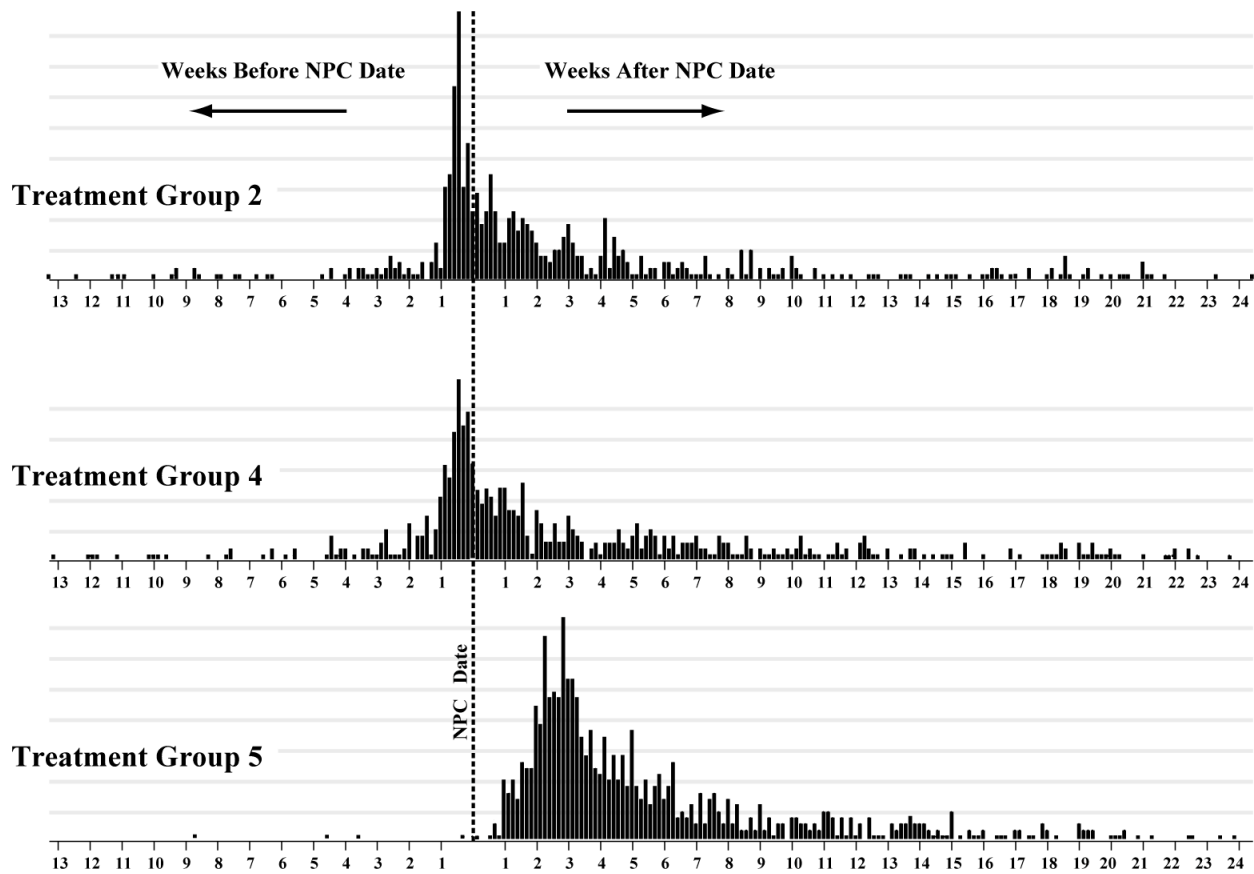 Weeks Before NPC Date
Weeks After NPC Date
Treatment Group 2
13 12 11 10 9 8 7 6 5 4 3 2 1 1 2 3 4 5 6 7 8 9 10 11 12 13 14 15 16 17 18 19 20 21 22 23 24
Treatment Group 4
13 12 11 10 9 8 7 6 5 4 3 2 1 1 2 3 4 5 6 7 8 9 10 11 12 13 14 15 16 17 18 19 20 21 22 23 24
NPC Date
Treatment Group 5
13 12 11 10 9 8 7 6 5 4 3 2 1 1 2 3 4 5 6 7 8 9 10 11 12 13 14 15 16 17 18 19 20 21 22 23 24